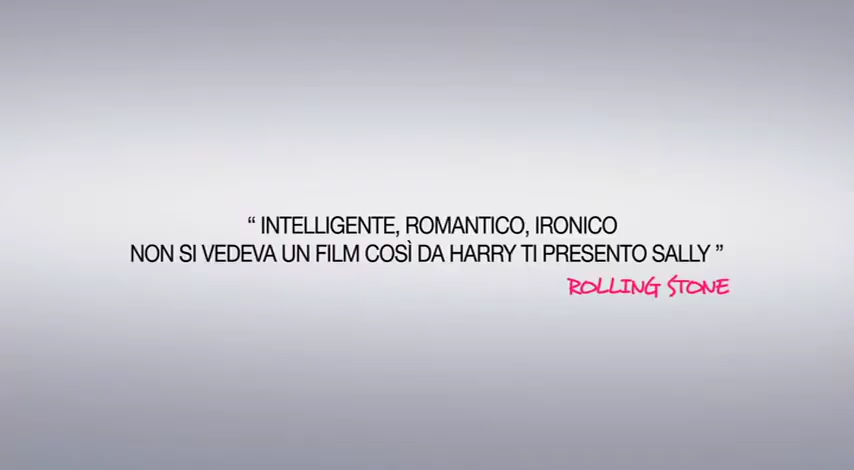 “ INTELLIGENTE, ROMANTICO, IRONICO
NON SI VEDEVA UN FILM COSÌ DA HARRY TI PRESENTO SALLY ”
ROLLING STONE